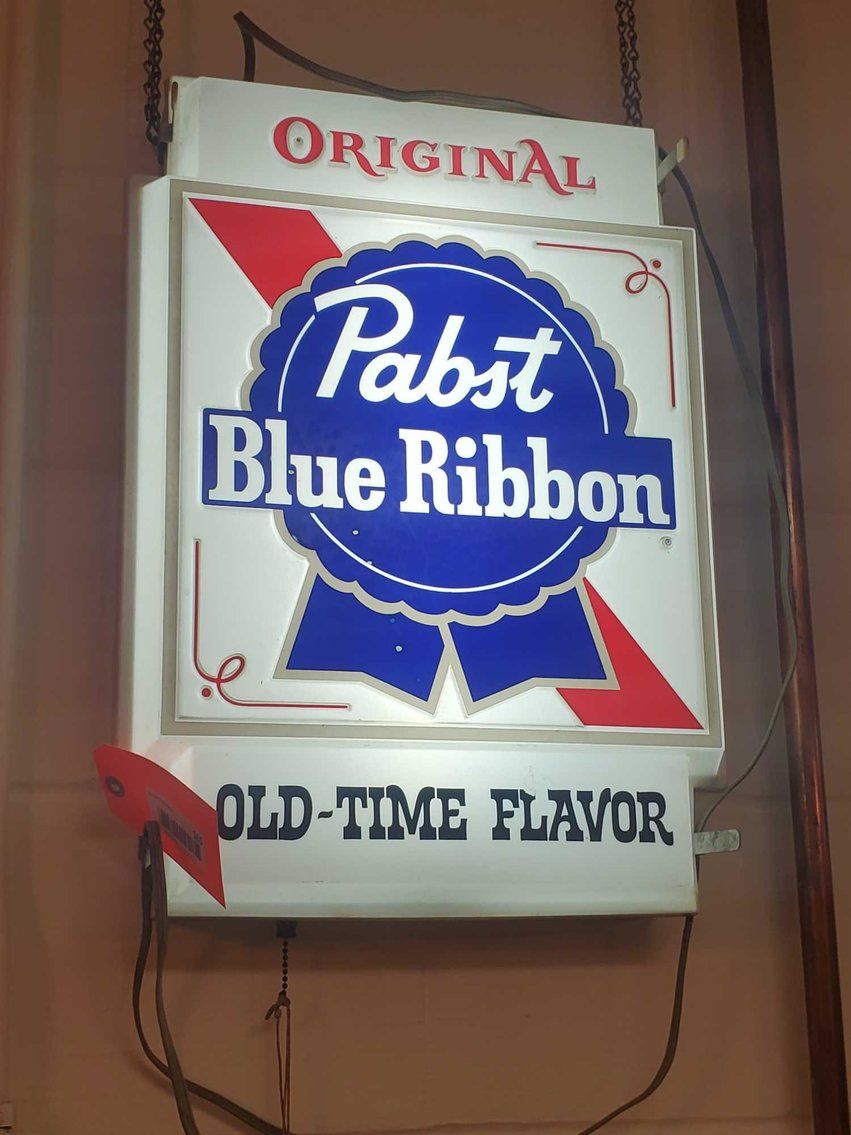 ORIGINAL
Pabst
Blue Ribbon
®
OLD-TIME FLAVOR